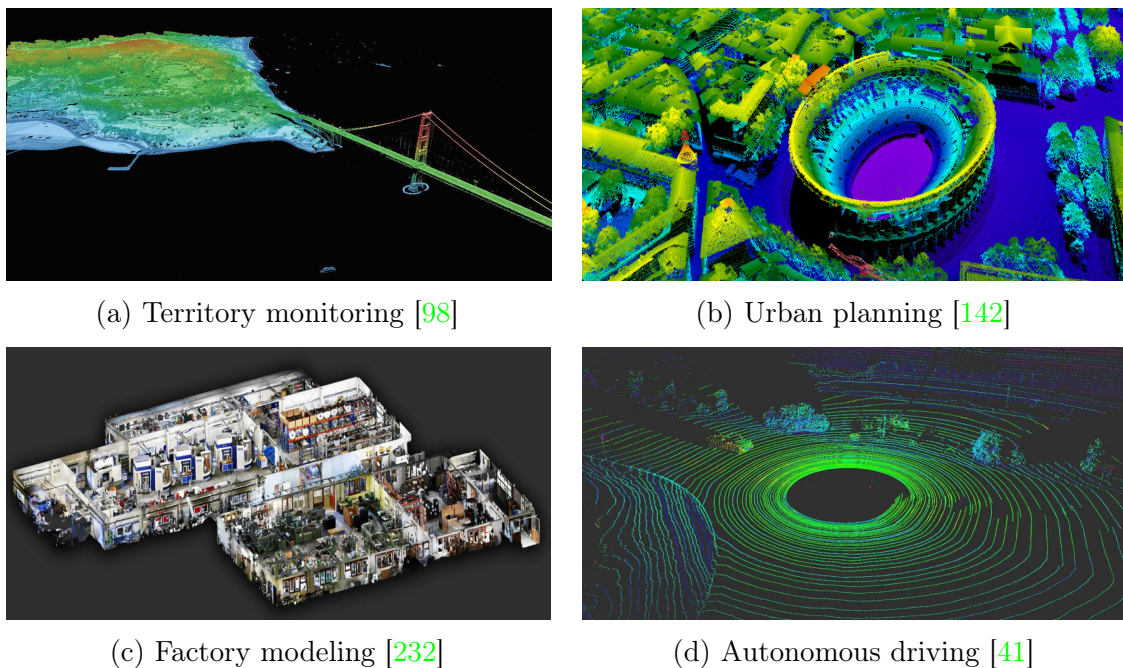 (a) Territory monitoring [98]
(b) Urban planning [142]
(c) Factory modeling [232]
(d) Autonomous driving [41]